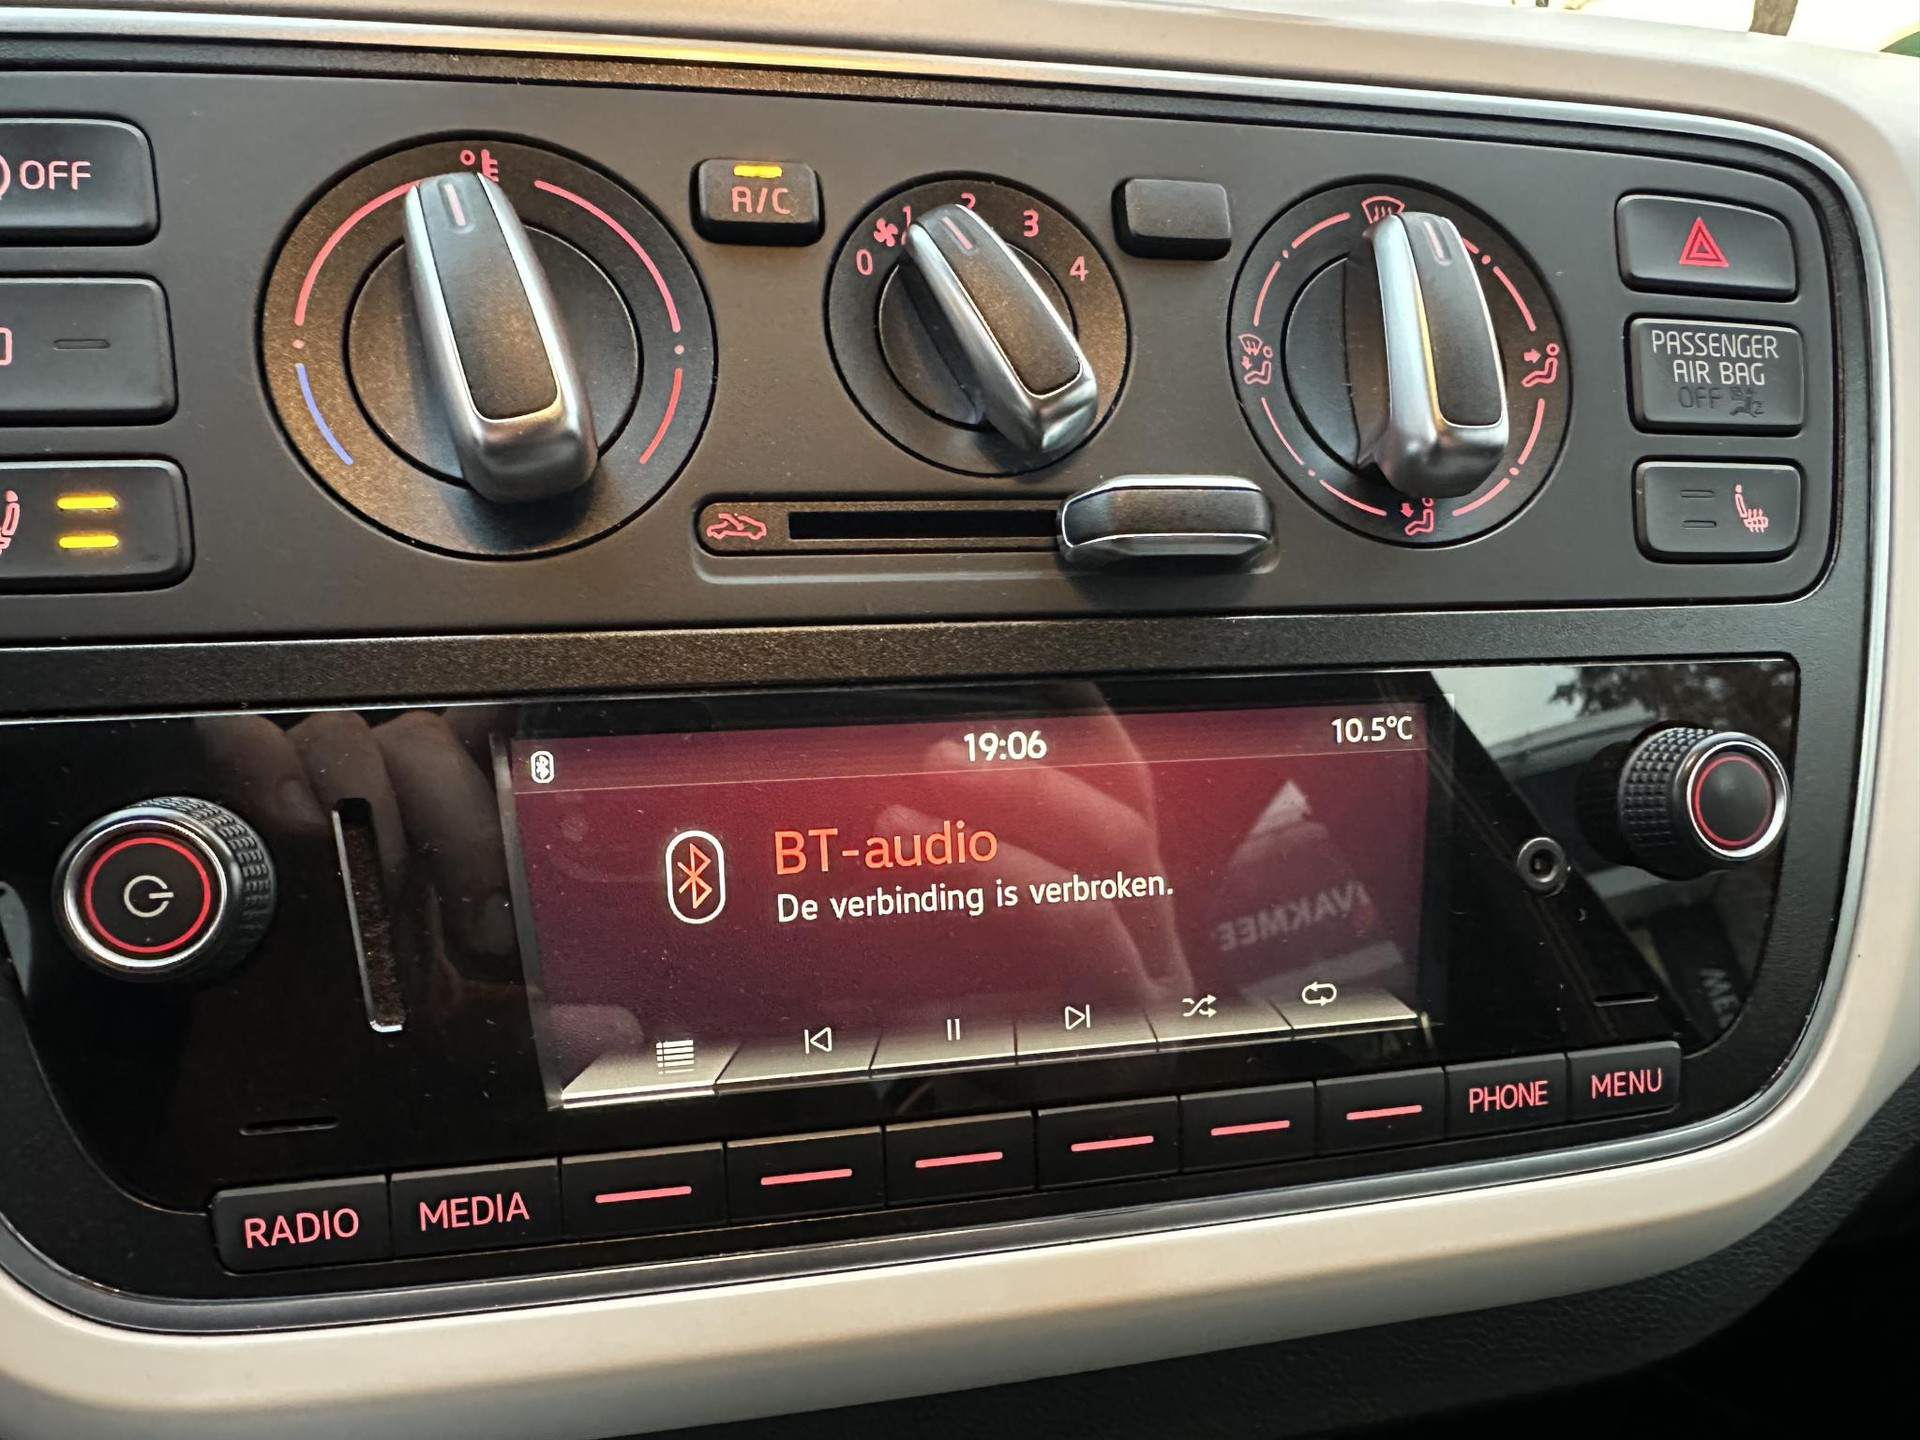 OFF
A/C
0
1
2
3
4
PASSENGER
AIR BAG
OFF
19:06
10.5°C
BT-audio
De verbinding is verbroken.
RADIO
MEDIA
PHONE
MENU